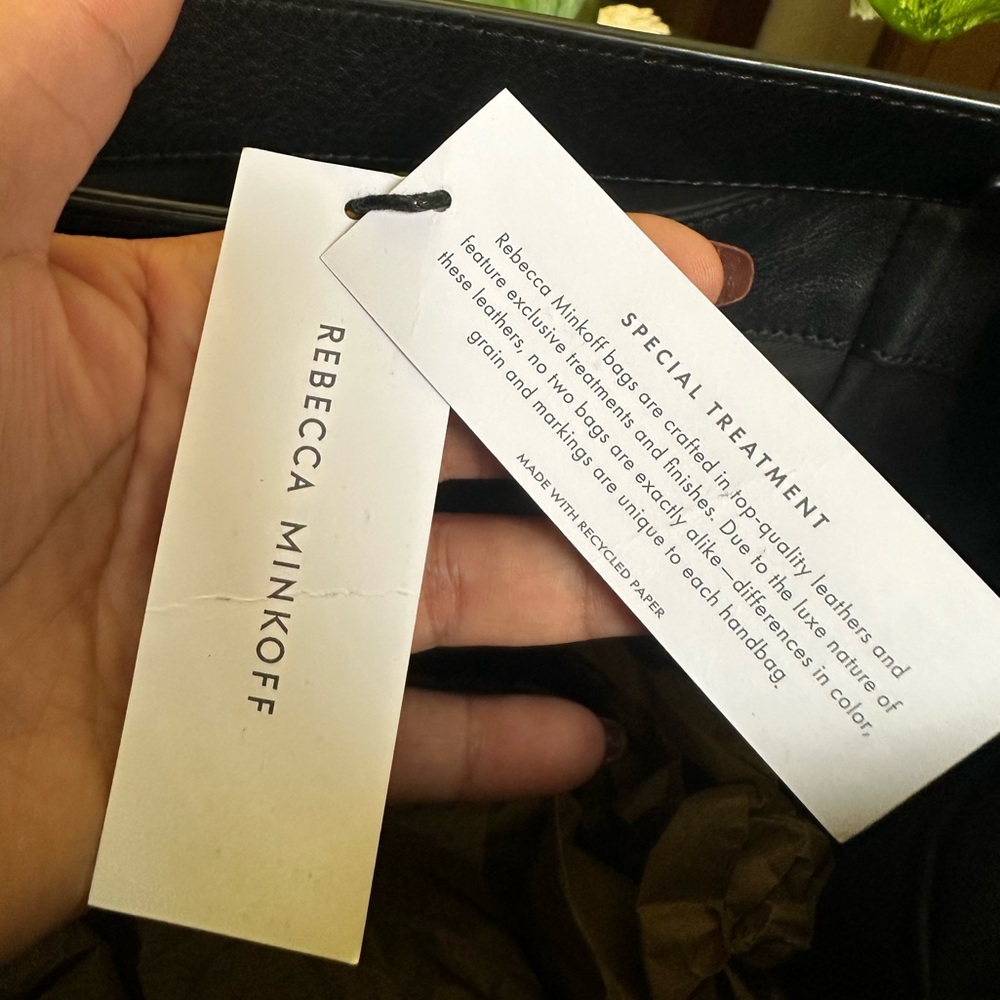 REBECCA MINKOFF
SPECIAL TREATMENT
Rebecca Minkoff bags are crafted in top-quality leathers and
feature exclusive treatments and finishes. Due to the luxe nature of
these leathers, no two bags are exactly alike—differences in color,
grain and markings are unique to each handbag.
MADE WITH RECYCLED PAPER